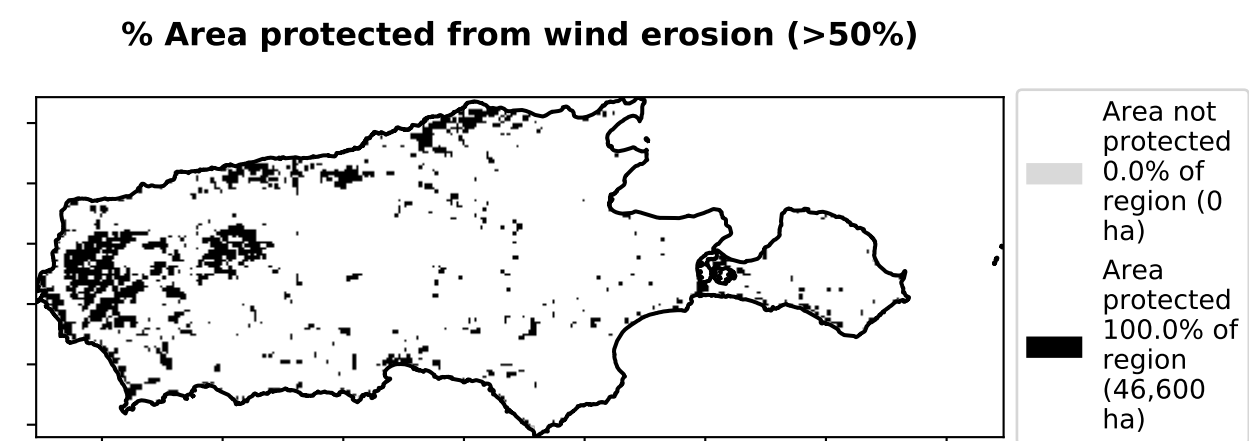 % Area protected from wind erosion (>50%)
Area not
protected
0.0% of
region (0
ha)
Area
protected
100.0% of
region
(46,600
ha)